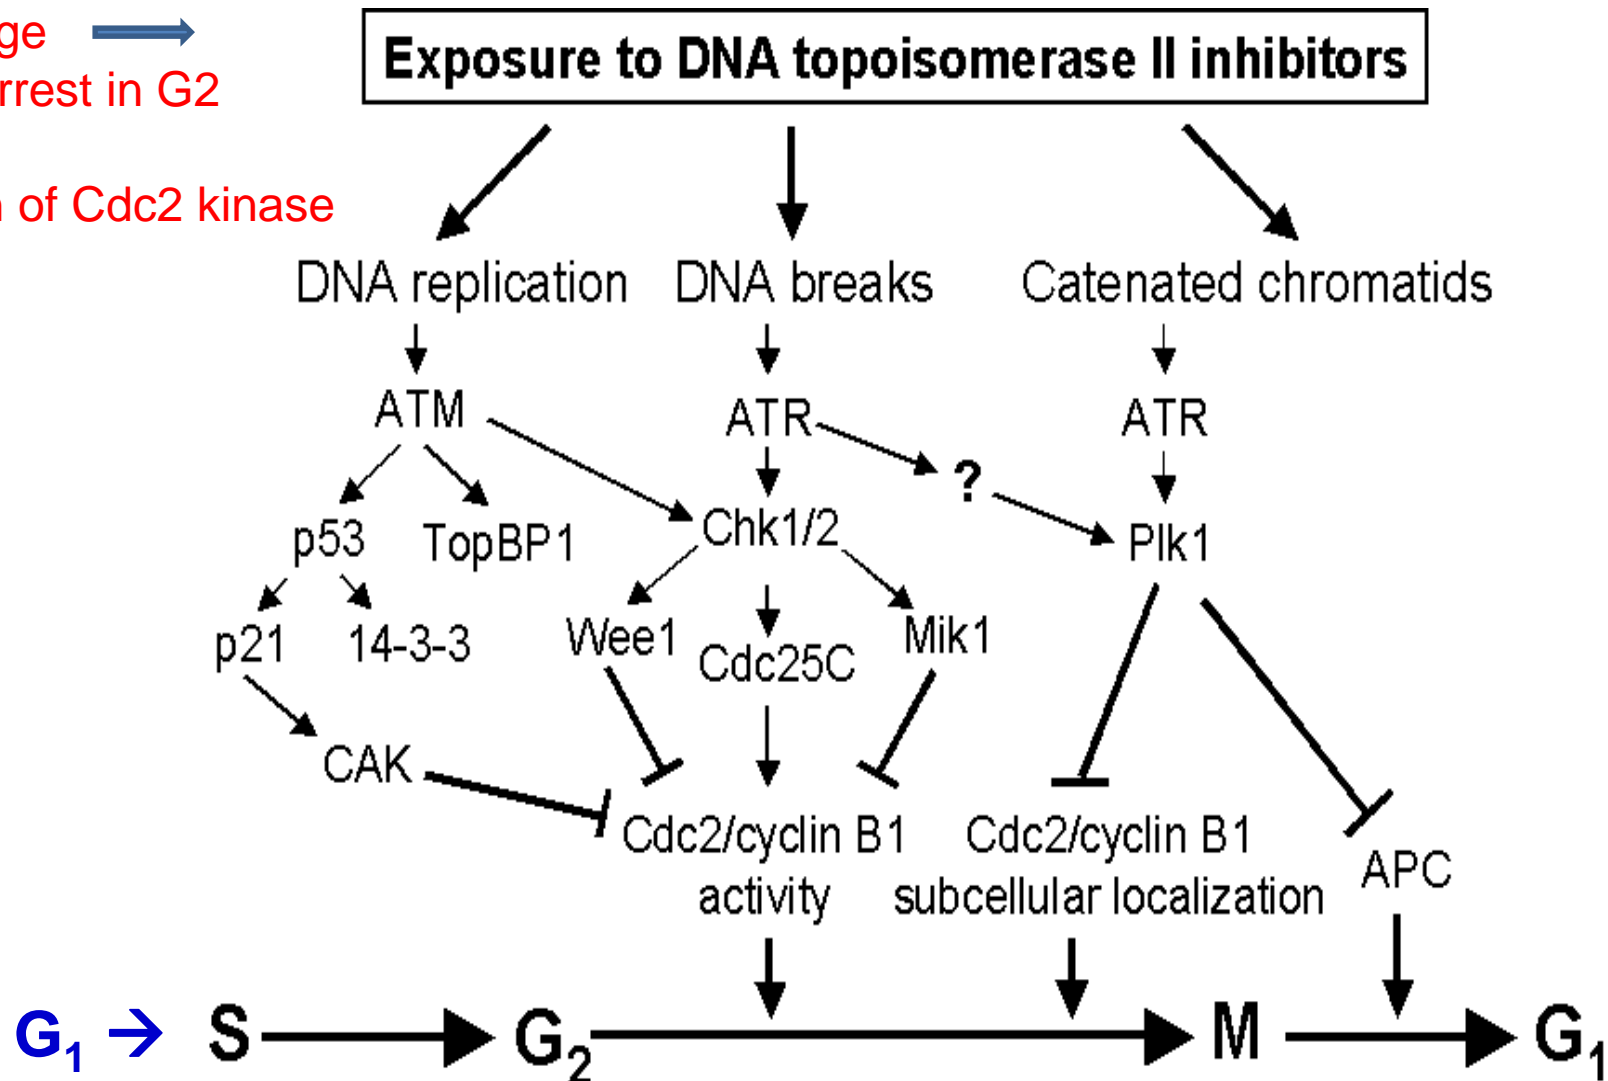 ge
Exposure to DNA topoisomerase II inhibitors
rrest in G2
of Cdc2 kinase
DNA replication DNA breaks Catenated chromatids
ATM ATR ATR
?
p53 TopBP1 Chk1/2 Plk1
p21 14-3-3 Wee1 Cdc25C Mik1
CAK
Cdc2/cyclin B1 Cdc2/cyclin B1
activity subcellular localization APC
G1 → S G2 M G1